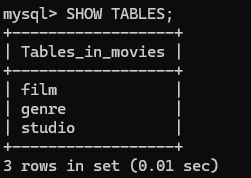 mysql> SHOW TABLES;
+------------------+
| Tables_in_movies |
+------------------+
| film             |
| genre            |
| studio           |
+------------------+
3 rows in set (0.01 sec)